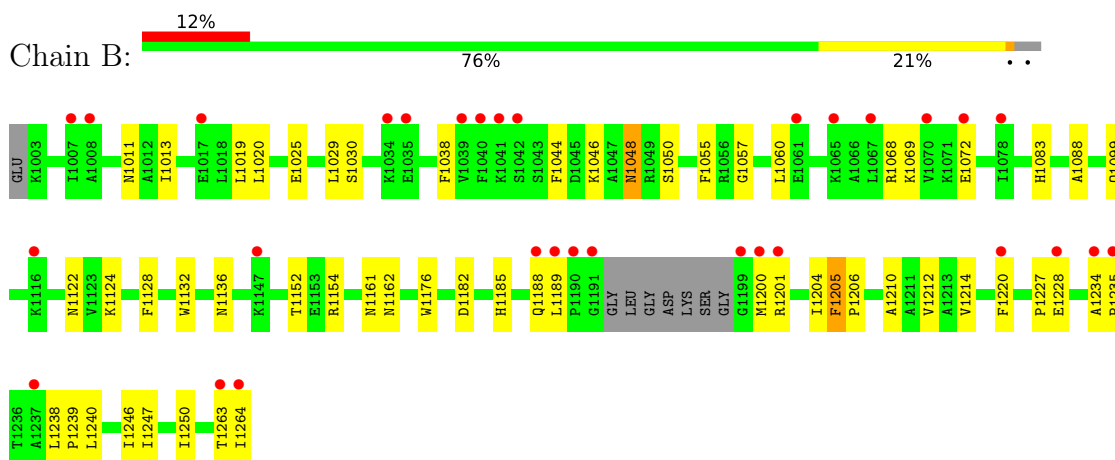 12%
Chain B:
76% 21% • •
GLU K1003 I1007 A1008 N1011 A1012 I1013 E1017 L1018 L1019 L1020 E1025 L1029 S1030 K1034 E1035 F1038 V1039 F1040 K1041 S1042 S1043 F1044 D1045 K1046 A1047 N1048 R1049 S1050 F1055 R1056 G1057 L1060 E1061 K1065 A1066 L1067 R1068 K1069 V1070 K1071 E1072 I1078 H1083 A1088
K1116 N1122 V1123 K1124 F1128 W1132 N1136 K1147 T1152 E1153 R1154 N1161 N1162 W1176 D1182 H1185 Q1188 L1189 P1190 G1191 GLY LEU GLY ASP LYS SER GLY G1199 M1200 R1201 I1204 F1205 P1206 A1210 A1211 V1212 A1213 V1214 F1220 P1227 E1228 A1234
T1236 A1237 L1238 P1239 L1240 I1246 I1247 I1250 T1263 I1264